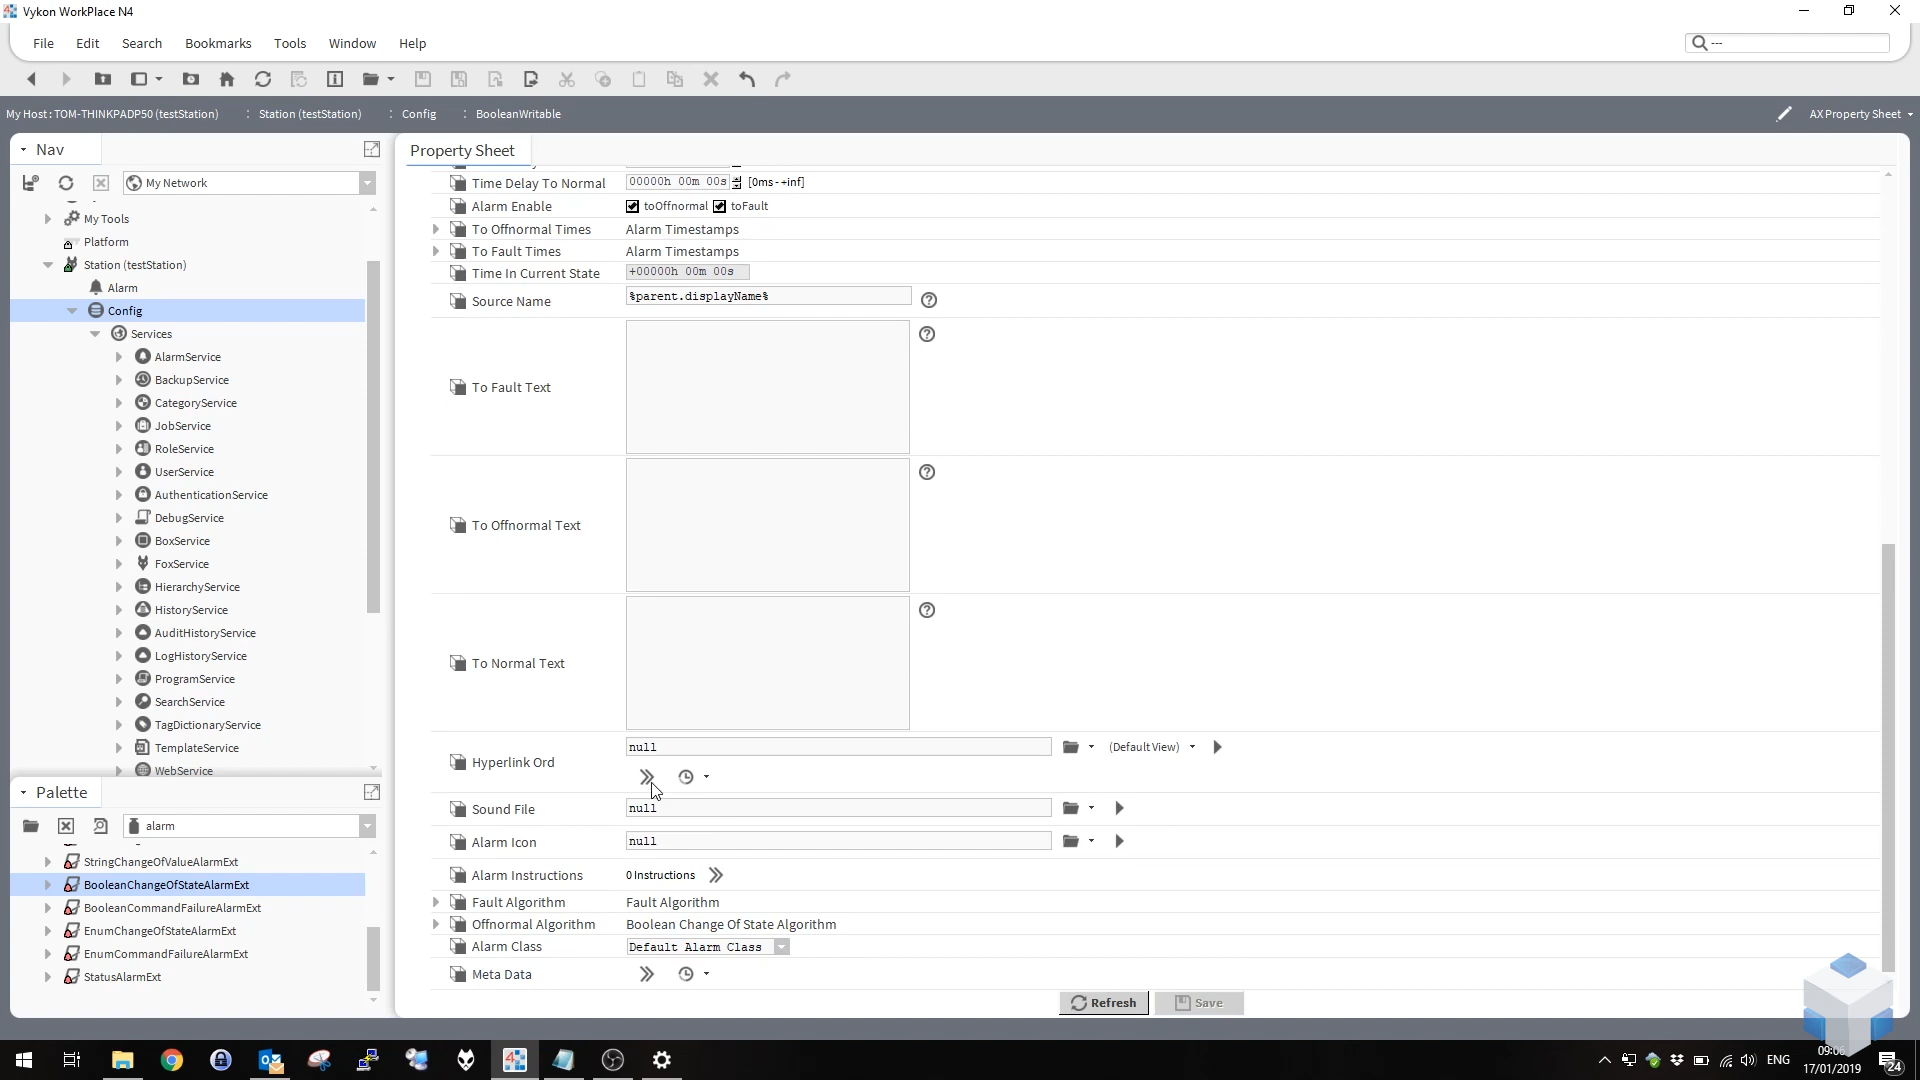 Vykon WorkPlace N4
File Edit Search Bookmarks Tools Window Help
---
My Host : TOM-THINKPADP50 (testStation) : Station (testStation) : Config : BooleanWritable
AX Property Sheet
Nav
My Network
My Tools
Platform
Station (testStation)
Alarm
Config
Services
AlarmService
BackupService
CategoryService
JobService
RoleService
UserService
AuthenticationService
DebugService
BoxService
FoxService
HierarchyService
HistoryService
AuditHistoryService
LogHistoryService
ProgramService
SearchService
TagDictionaryService
TemplateService
WebService
Palette
alarm
StringChangeOfValueAlarmExt
BooleanChangeOfStateAlarmExt
BooleanCommandFailureAlarmExt
EnumChangeOfStateAlarmExt
EnumCommandFailureAlarmExt
StatusAlarmExt
Property Sheet
Time Delay To Normal 00000h 00m 00s [0ms - +inf]
Alarm Enable toOffnormal toFault
To Offnormal Times Alarm Timestamps
To Fault Times Alarm Timestamps
Time In Current State +00000h 00m 00s
Source Name %parent.displayName%
To Fault Text
To Offnormal Text
To Normal Text
Hyperlink Ord null (Default View)
Sound File null
Alarm Icon null
Alarm Instructions 0 Instructions
Fault Algorithm Fault Algorithm
Offnormal Algorithm Boolean Change Of State Algorithm
Alarm Class Default Alarm Class
Meta Data
Refresh Save
ENG
09:06
17/01/2019
24